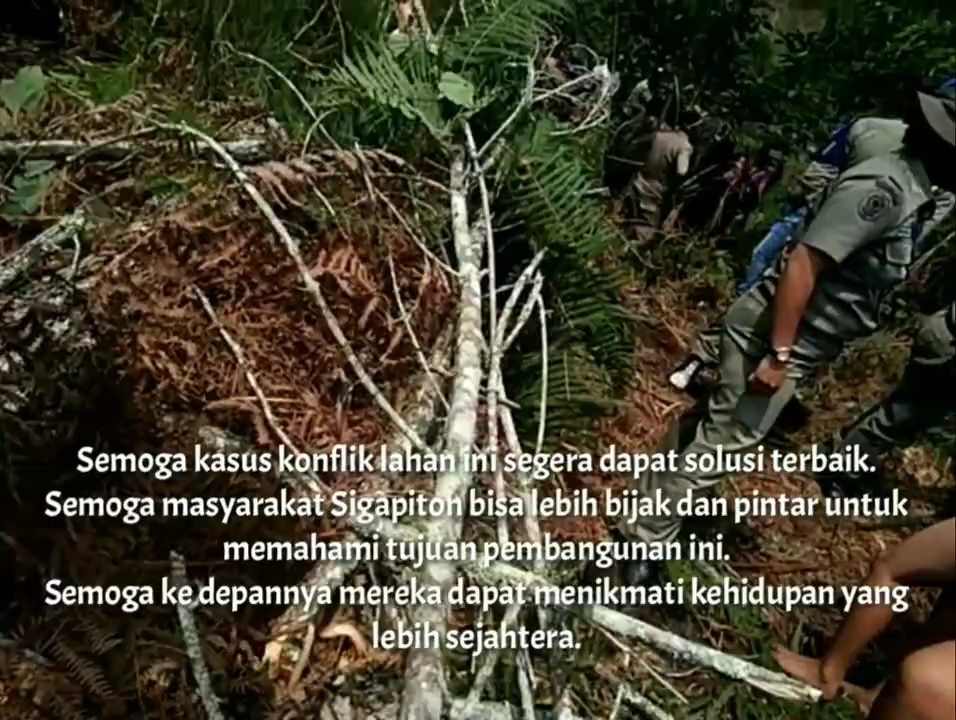 Semoga kasus konflik lahan ini segera dapat solusi terbaik.
Semoga masyarakat Sigapiton bisa lebih bijak dan pintar untuk
memahami tujuan pembangunan ini.
Semoga ke depannya mereka dapat menikmati kehidupan yang
lebih sejahtera.